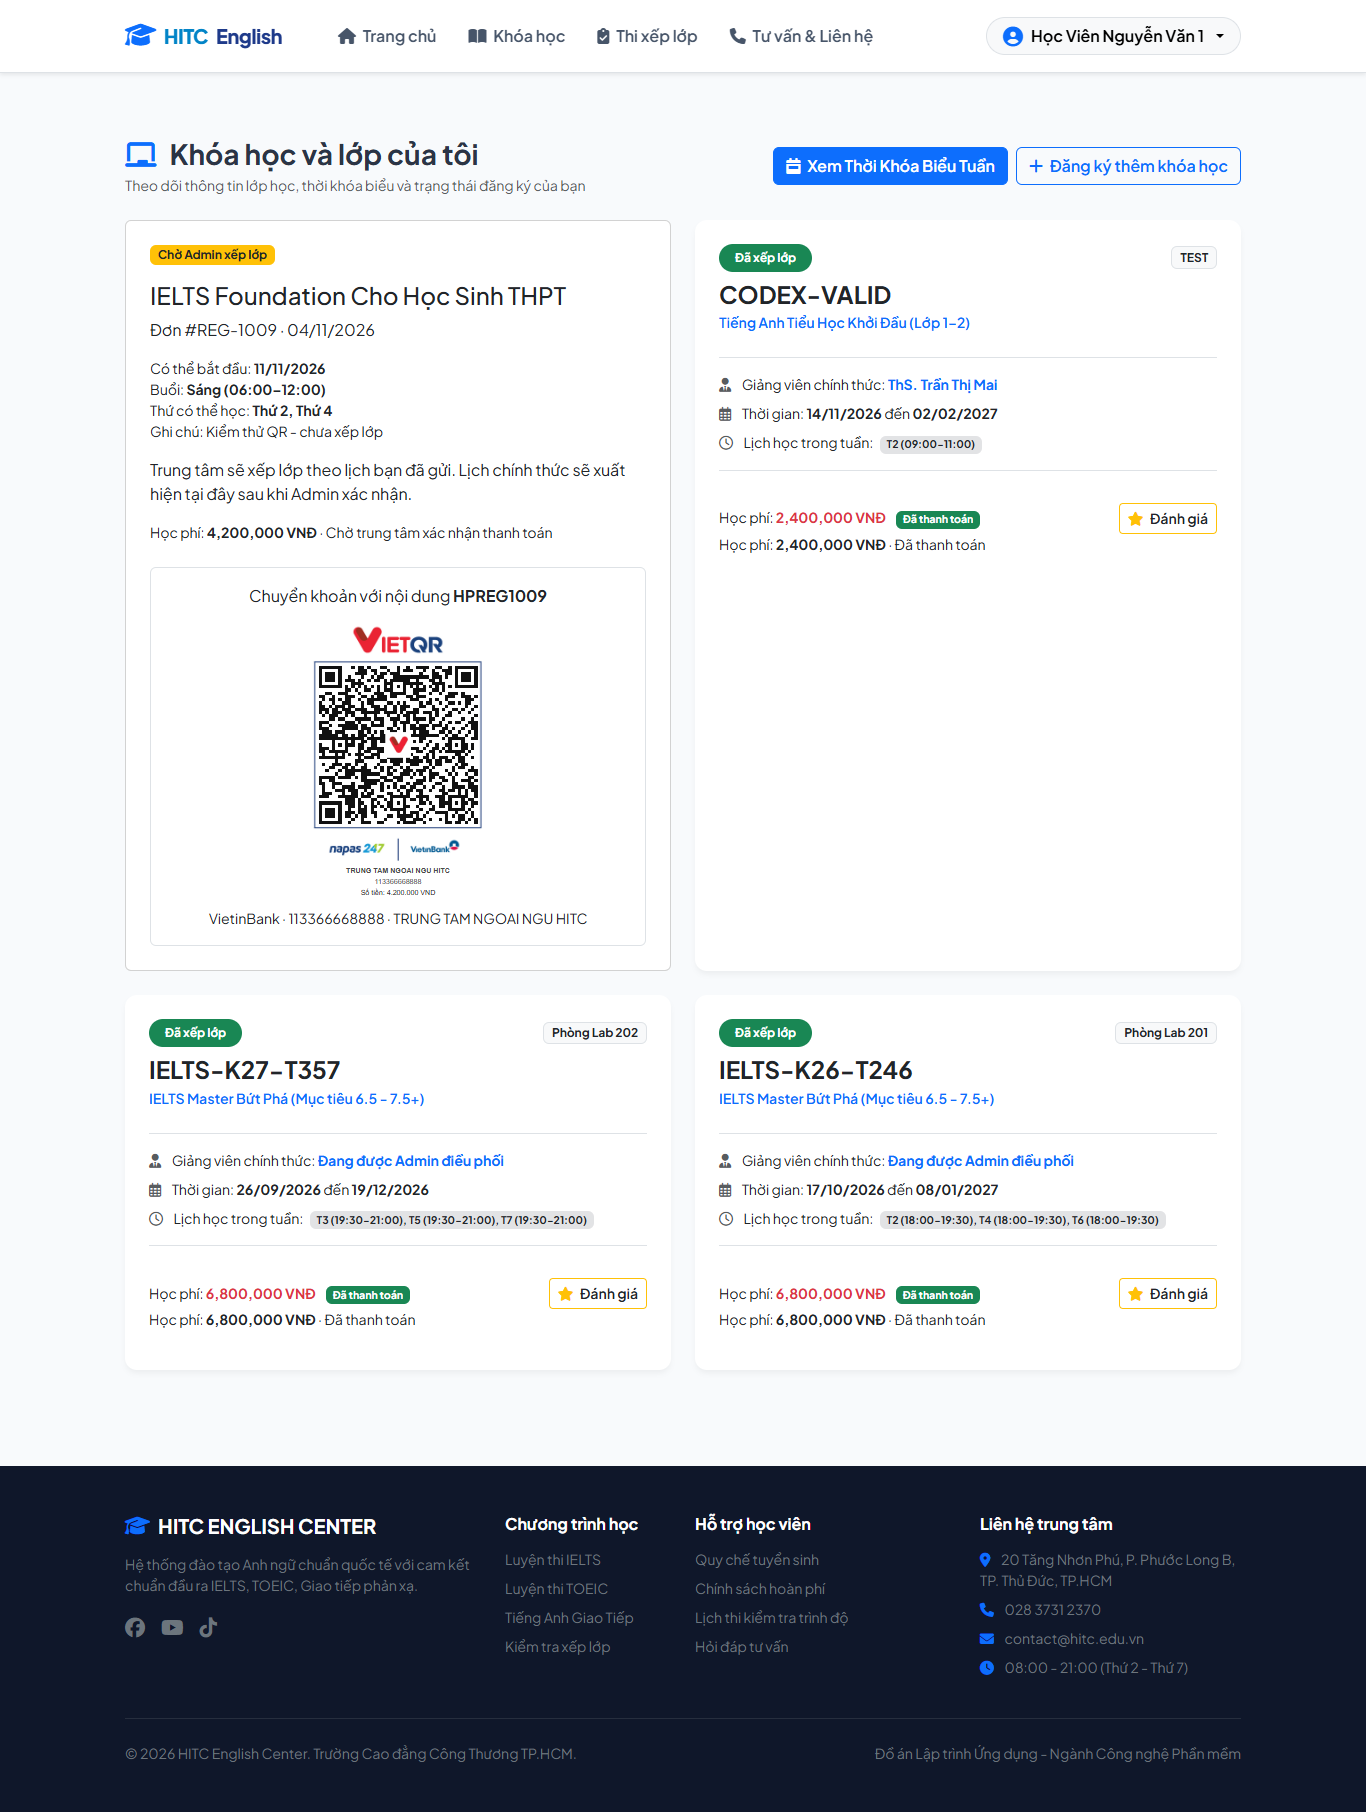 HITC English
Trang chủ
Khóa học
Thi xếp lớp
Tư vấn & Liên hệ
Học Viên Nguyễn Văn 1
Khóa học và lớp của tôi
Theo dõi thông tin lớp học, thời khóa biểu và trạng thái đăng ký của bạn
Xem Thời Khóa Biểu Tuần
Đăng ký thêm khóa học
Chờ Admin xếp lớp
IELTS Foundation Cho Học Sinh THPT
Đơn #REG-1009 · 04/11/2026
Có thể bắt đầu: 11/11/2026
Buổi: Sáng (06:00–12:00)
Thứ có thể học: Thứ 2, Thứ 4
Ghi chú: Kiểm thử QR - chưa xếp lớp
Trung tâm sẽ xếp lớp theo lịch bạn đã gửi. Lịch chính thức sẽ xuất
hiện tại đây sau khi Admin xác nhận.
Học phí: 4,200,000 VNĐ · Chờ trung tâm xác nhận thanh toán
Chuyển khoản với nội dung HPREG1009
VIETQR
napas 247
VietinBank
TRUNG TAM NGOAI NGU HITC
113366668888
Số tiền: 4.200.000 VND
VietinBank · 113366668888 · TRUNG TAM NGOAI NGU HITC
Đã xếp lớp
TEST
CODEX-VALID
Tiếng Anh Tiểu Học Khởi Đầu (Lớp 1–2)
Giảng viên chính thức: ThS. Trần Thị Mai
Thời gian: 14/11/2026 đến 02/02/2027
Lịch học trong tuần: T2 (09:00-11:00)
Học phí: 2,400,000 VNĐ Đã thanh toán
Đánh giá
Học phí: 2,400,000 VNĐ · Đã thanh toán
Đã xếp lớp
Phòng Lab 202
IELTS-K27-T357
IELTS Master Bứt Phá (Mục tiêu 6.5 - 7.5+)
Giảng viên chính thức: Đang được Admin điều phối
Thời gian: 26/09/2026 đến 19/12/2026
Lịch học trong tuần: T3 (19:30-21:00), T5 (19:30-21:00), T7 (19:30-21:00)
Học phí: 6,800,000 VNĐ Đã thanh toán
Đánh giá
Học phí: 6,800,000 VNĐ · Đã thanh toán
Đã xếp lớp
Phòng Lab 201
IELTS-K26-T246
IELTS Master Bứt Phá (Mục tiêu 6.5 - 7.5+)
Giảng viên chính thức: Đang được Admin điều phối
Thời gian: 17/10/2026 đến 08/01/2027
Lịch học trong tuần: T2 (18:00-19:30), T4 (18:00-19:30), T6 (18:00-19:30)
Học phí: 6,800,000 VNĐ Đã thanh toán
Đánh giá
Học phí: 6,800,000 VNĐ · Đã thanh toán
HITC ENGLISH CENTER
Hệ thống đào tạo Anh ngữ chuẩn quốc tế với cam kết
chuẩn đầu ra IELTS, TOEIC, Giao tiếp phản xạ.
Chương trình học
Luyện thi IELTS
Luyện thi TOEIC
Tiếng Anh Giao Tiếp
Kiểm tra xếp lớp
Hỗ trợ học viên
Quy chế tuyển sinh
Chính sách hoàn phí
Lịch thi kiểm tra trình độ
Hỏi đáp tư vấn
Liên hệ trung tâm
20 Tăng Nhơn Phú, P. Phước Long B,
TP. Thủ Đức, TP.HCM
028 3731 2370
contact@hitc.edu.vn
08:00 - 21:00 (Thứ 2 - Thứ 7)
© 2026 HITC English Center. Trường Cao đẳng Công Thương TP.HCM.
Đồ án Lập trình Ứng dụng - Ngành Công nghệ Phần mềm